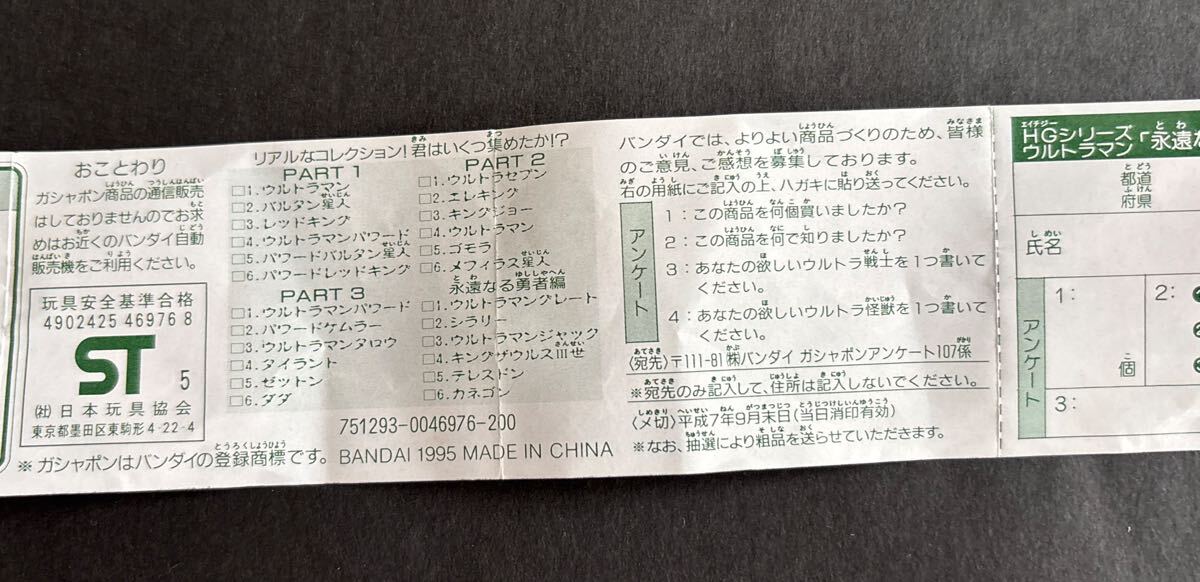 おことわり
ガシャポン商品の通信販売
はしておりませんのでお求
めはお近くのバンダイ自動
販売機をご利用ください。
玩具安全基準合格
4902425 46976 8
ST 5
(社)日本玩具協会
東京都墨田区東駒形4-22-4
※ガシャポンはバンダイの登録商標です。
リアルなコレクション!君はいくつ集めたか!?
PART 1
□1.ウルトラマン
□2.バルタン星人
□3.レッドキング
□4.ウルトラマンパワード
□5.パワードバルタン星人
□6.パワードレッドキング
PART 2
□1.ウルトラセブン
□2.エレキング
□3.キングジョー
□4.ウルトラマン
□5.ゴモラ
□6.メフィラス星人
PART 3
□1.ウルトラマンパワード
□2.パワードケムラー
□3.ウルトラマンタロウ
□4.タイラント
□5.ゼットン
□6.ダダ
永遠なる勇者編
□1.ウルトラマングレート
□2.シラリー
□3.ウルトラマンジャック
□4.キングザウルスIII世
□5.テレスドン
□6.カネゴン
751293-0046976-200
BANDAI 1995 MADE IN CHINA
バンダイでは、よりよい商品づくりのため、皆様
のご意見、ご感想を募集しております。
右の用紙にご記入の上、ハガキに貼り送ってください。
アンケート
1:この商品を何個買いましたか?
2:この商品を何で知りましたか?
3:あなたの欲しいウルトラ戦士を1つ書いて
ください。
4:あなたの欲しいウルトラ怪獣を1つ書いて
ください。
〈宛先〉〒111-81㈱バンダイ ガシャポンアンケート107係
※宛先のみ記入して、住所は記入しないでください。
〈〆切〉平成7年9月末日(当日消印有効)
※なお、抽選により粗品を送らせていただきます。
HGシリーズ
ウルトラマン「永遠な
都道
府県
氏名
アンケート
1:
個
2:
3: